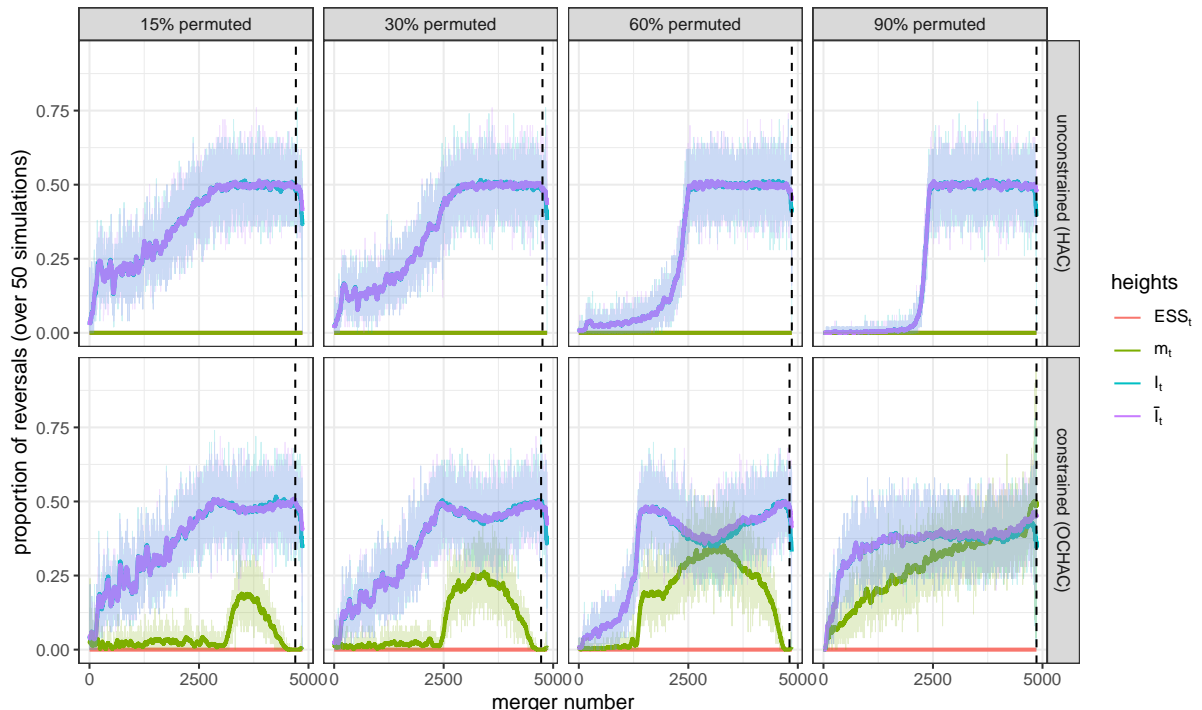 15% permuted
30% permuted
60% permuted
90% permuted
0.75
0.50
0.25
0.00
unconstrained (HAC)
0.75
0.50
0.25
0.00
constrained (OCHAC)
0 2500 5000
0 2500 5000
0 2500 5000
0 2500 5000
merger number
proportion of reversals (over 50 simulations)
heights
ESSₜ
mₜ
Iₜ
Īₜ